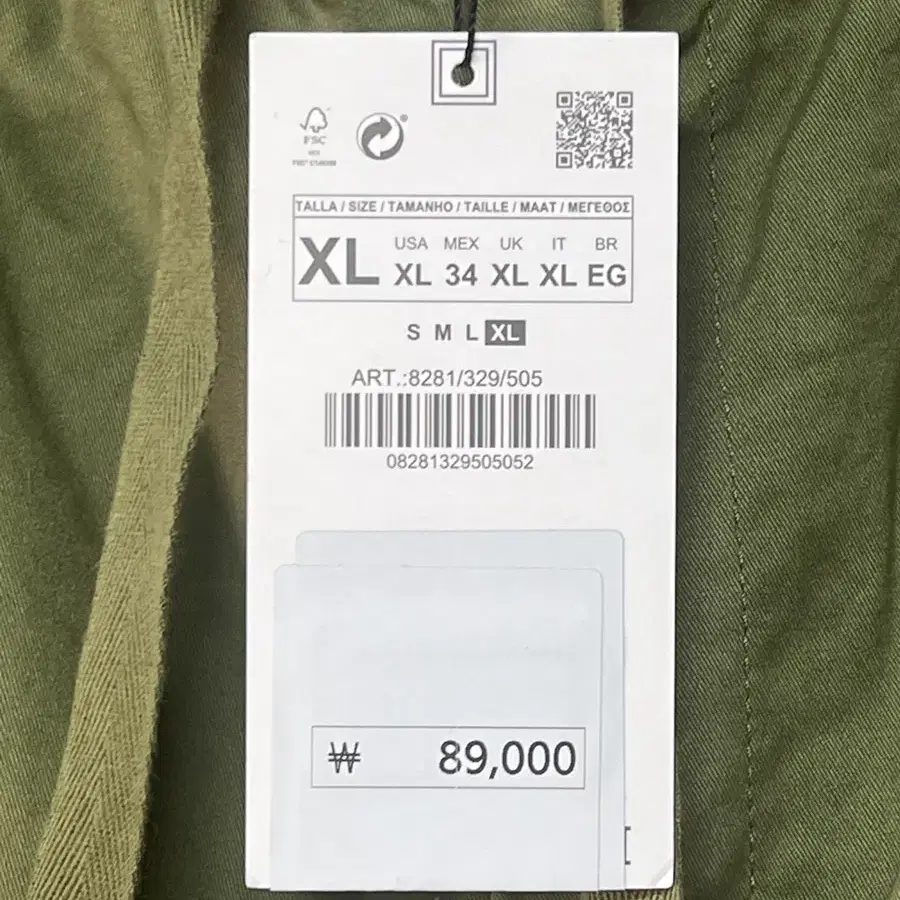 FSC
TALLA / SIZE / TAMANHO / TAILLE / MAAT / ΜΕΓΕΘΟΣ
XL
USA MEX UK IT BR
XL 34 XL XL EG
S M L XL
ART.:8281/329/505
08281329505052
₩ 89,000